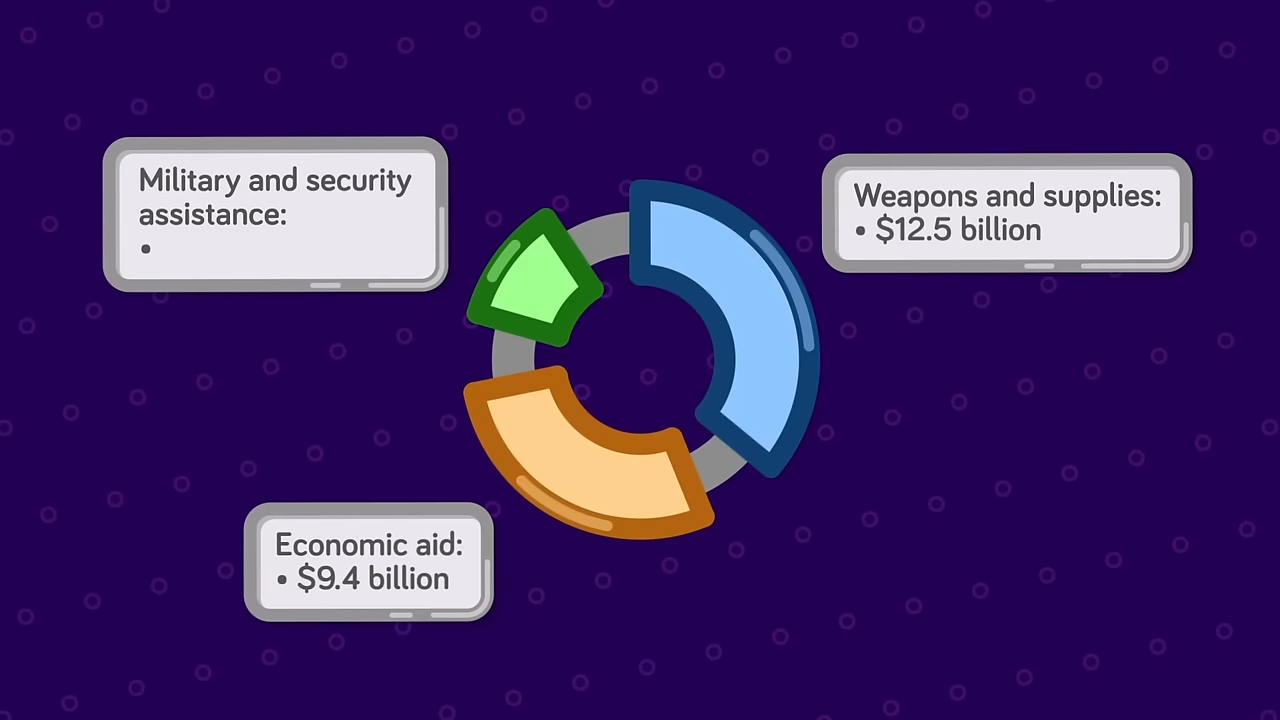 Military and security
assistance:
•
Weapons and supplies:
• $12.5 billion
Economic aid:
• $9.4 billion